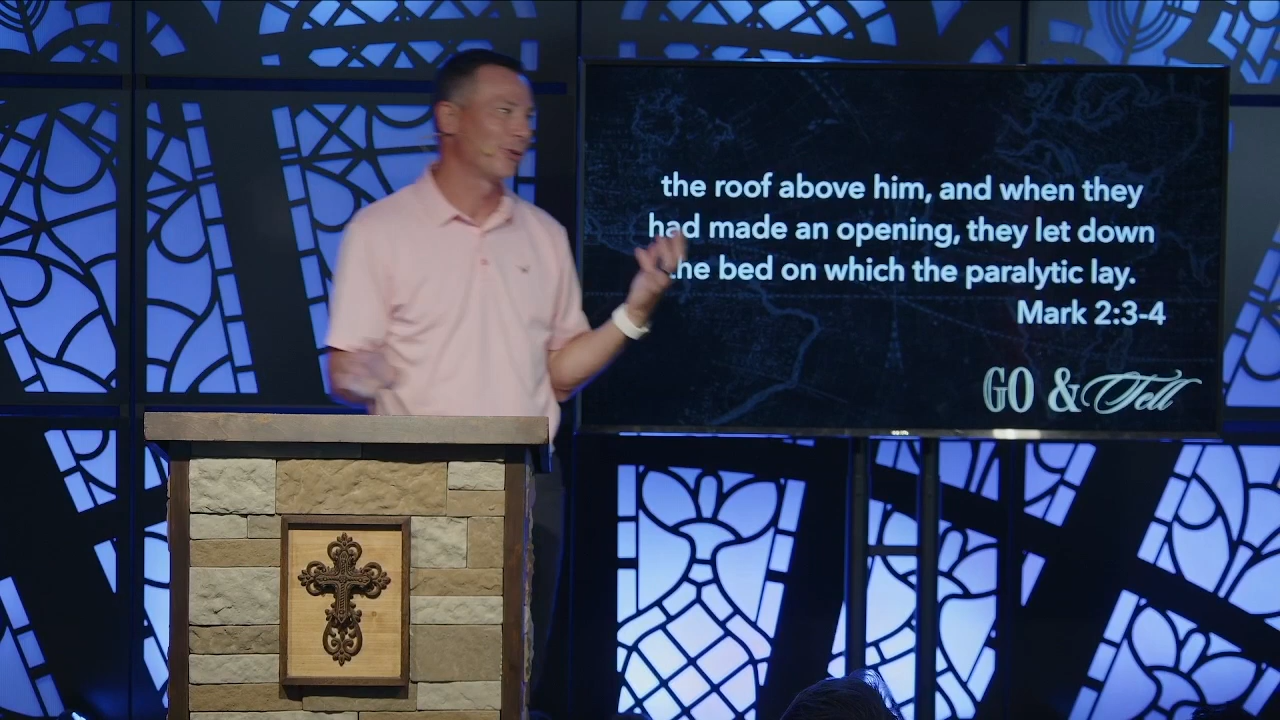 the roof above him, and when they
had made an opening, they let down
the bed on which the paralytic lay.
Mark 2:3-4
GO & Tell